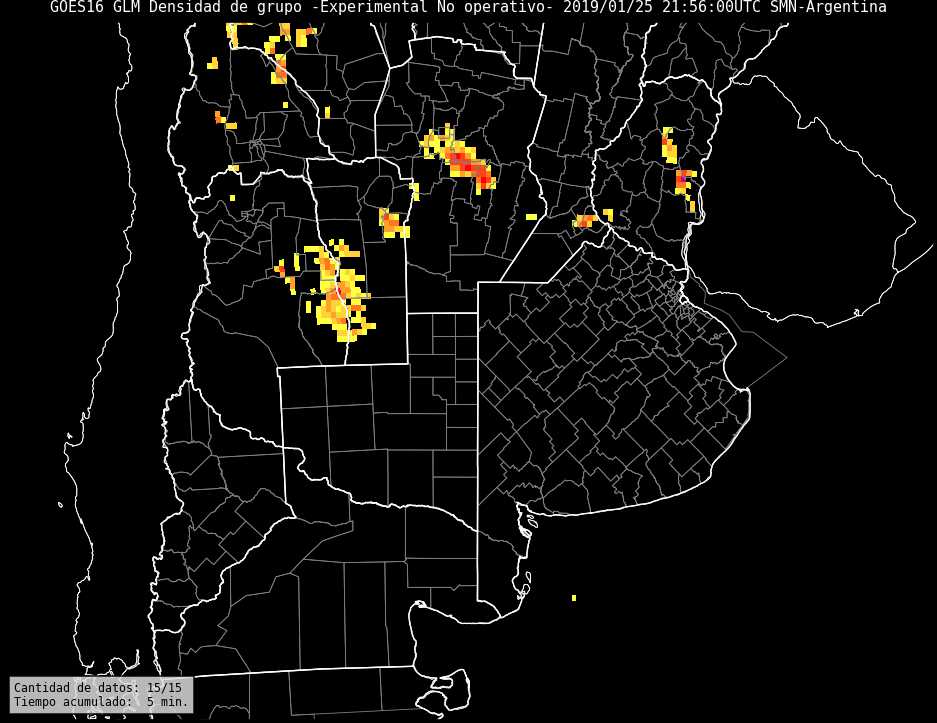 GOES16 GLM Densidad de grupo -Experimental No operativo- 2019/01/25 21:56:00UTC SMN-Argentina
Cantidad de datos: 15/15
Tiempo acumulado: 5 min.